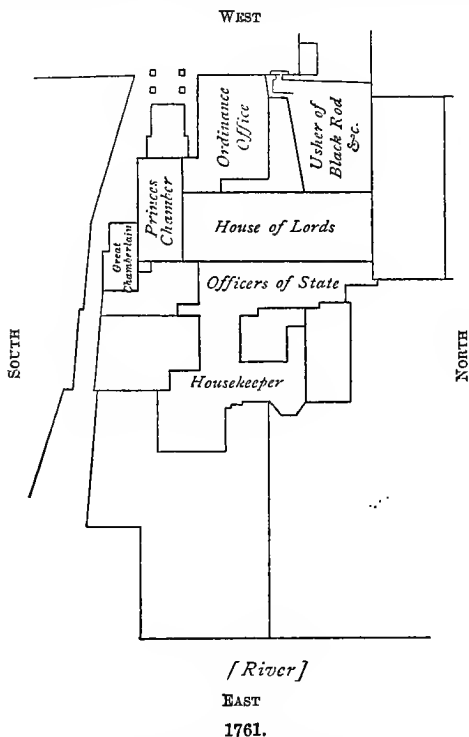 WEST
Ordinance
Office
Usher of
Black Rod
&c.
Princes
Chamber
House of Lords
Great
Chamberlain
Officers of State
SOUTH
NORTH
Housekeeper
[River]
EAST
1761.